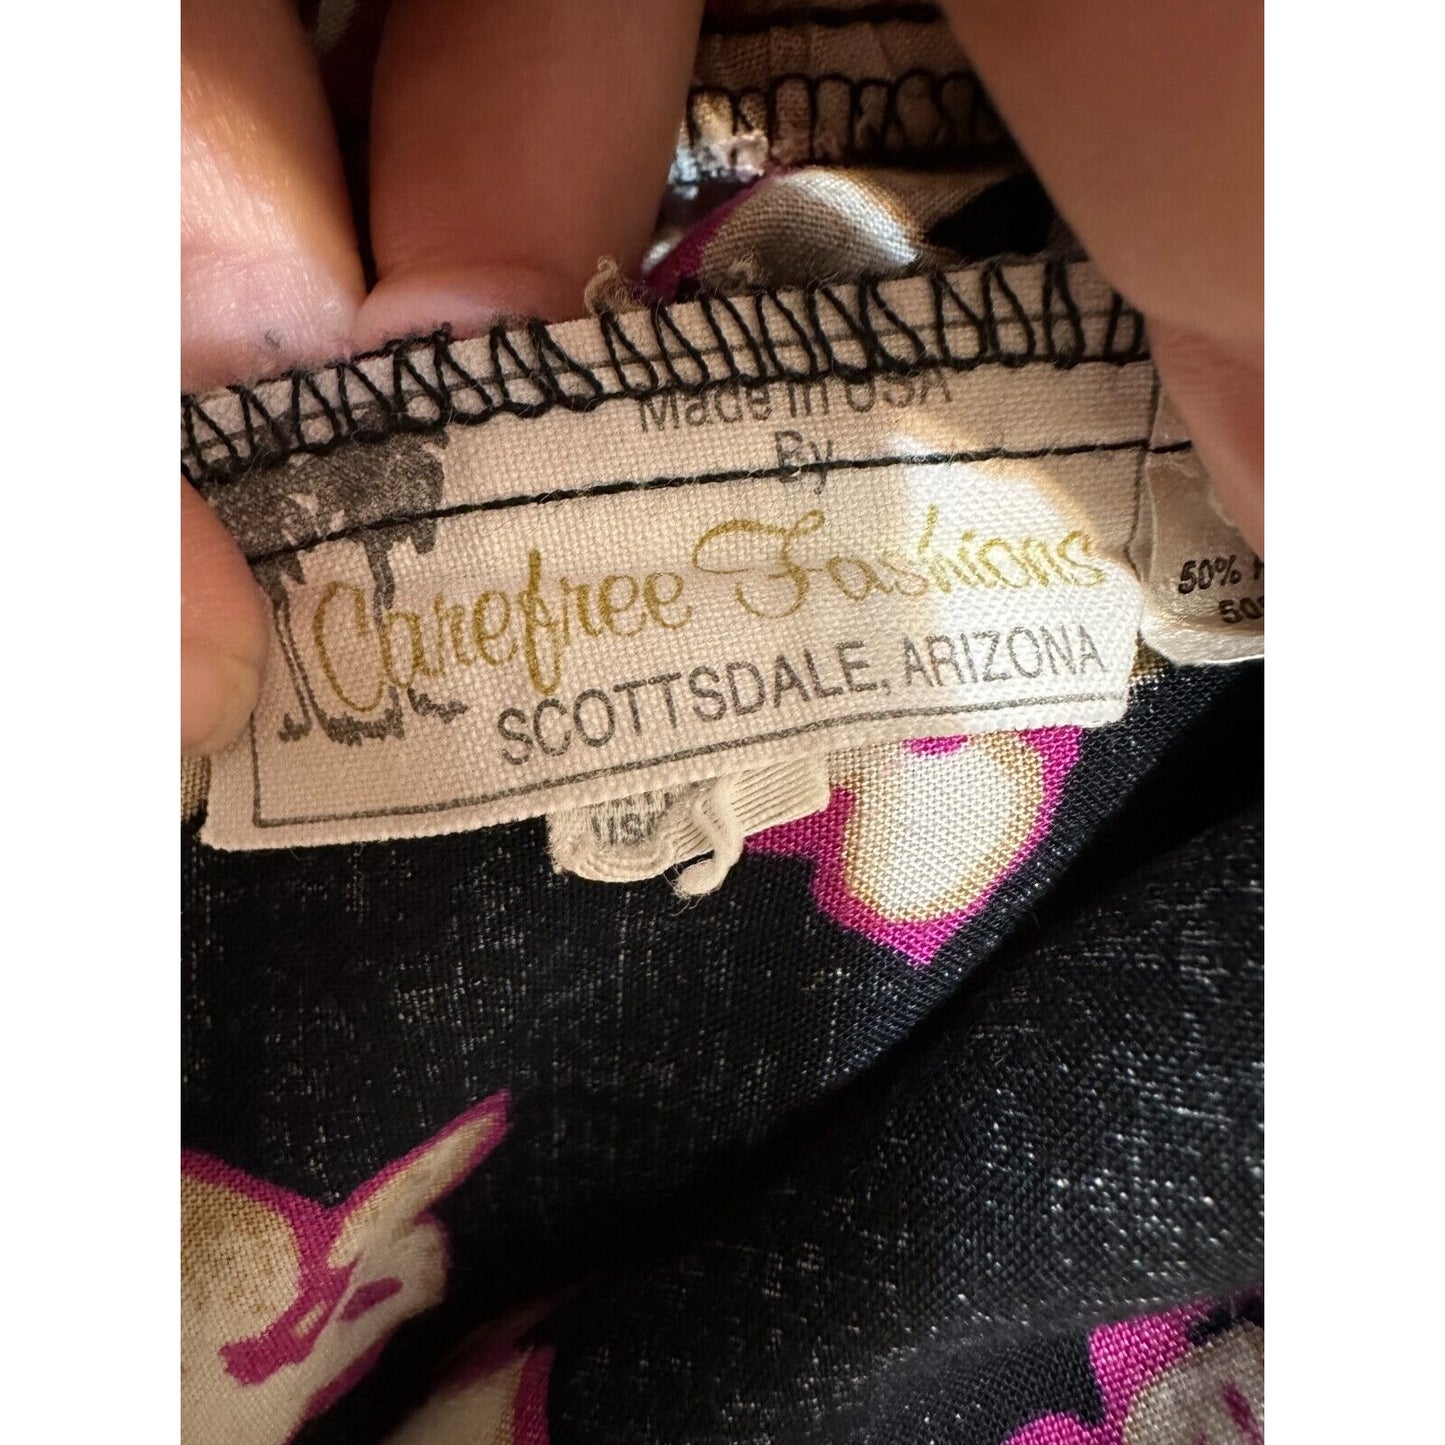 Made in USA
By
Carefree Fashions
SCOTTSDALE, ARIZONA
50%